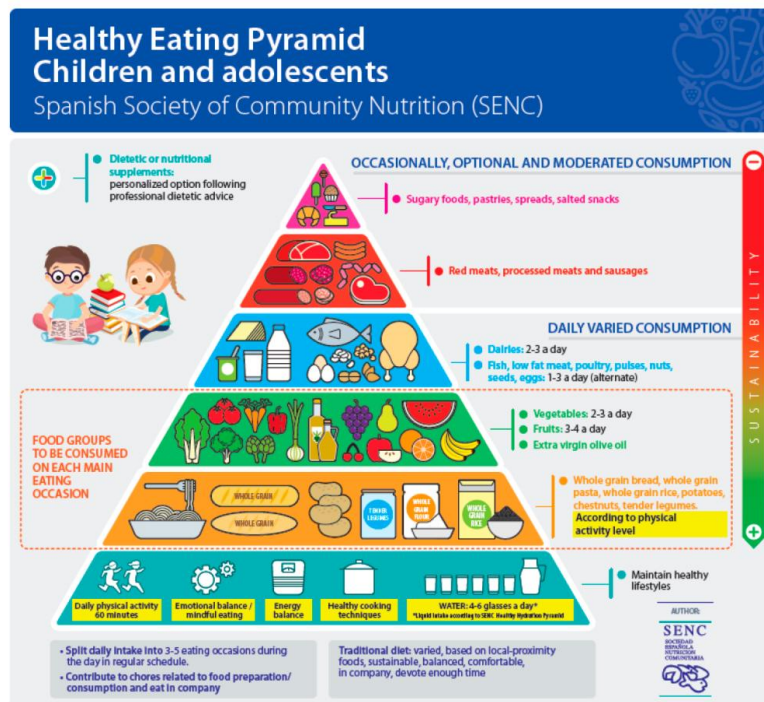 Healthy Eating Pyramid
Children and adolescents
Spanish Society of Community Nutrition (SENC)
Dietetic or nutritional
supplements:
personalized option following
professional dietetic advice
OCCASIONALLY, OPTIONAL AND MODERATED CONSUMPTION
Sugary foods, pastries, spreads, salted snacks
Red meats, processed meats and sausages
DAILY VARIED CONSUMPTION
Dairies: 2-3 a day
Fish, low fat meat, poultry, pulses, nuts,
seeds, eggs: 1-3 a day (alternate)
Vegetables: 2-3 a day
Fruits: 3-4 a day
Extra virgin olive oil
FOOD GROUPS
TO BE CONSUMED
ON EACH MAIN
EATING
OCCASION
WHOLE GRAIN
WHOLE GRAIN
TENDER
LEGUMES
WHOLE
GRAIN
FLOUR
WHOLE
GRAIN
RICE
Whole grain bread, whole grain
pasta, whole grain rice, potatoes,
chestnuts, tender legumes.
According to physical
activity level
SUSTAINABILITY
Daily physical activity
60 minutes
Emotional balance /
mindful eating
Energy
balance
Healthy cooking
techniques
WATER: 4-6 glasses a day*
*Liquid intake according to SENC Healthy Hydration Pyramid
Maintain healthy
lifestyles
• Split daily intake into 3-5 eating occasions during
the day in regular schedule.
• Contribute to chores related to food preparation/
consumption and eat in company
Traditional diet: varied, based on local-proximity
foods, sustainable, balanced, comfortable,
in company, devote enough time
AUTHOR:
SENC
SOCIEDAD
ESPAÑOLA
NUTRICIÓN
COMUNITARIA